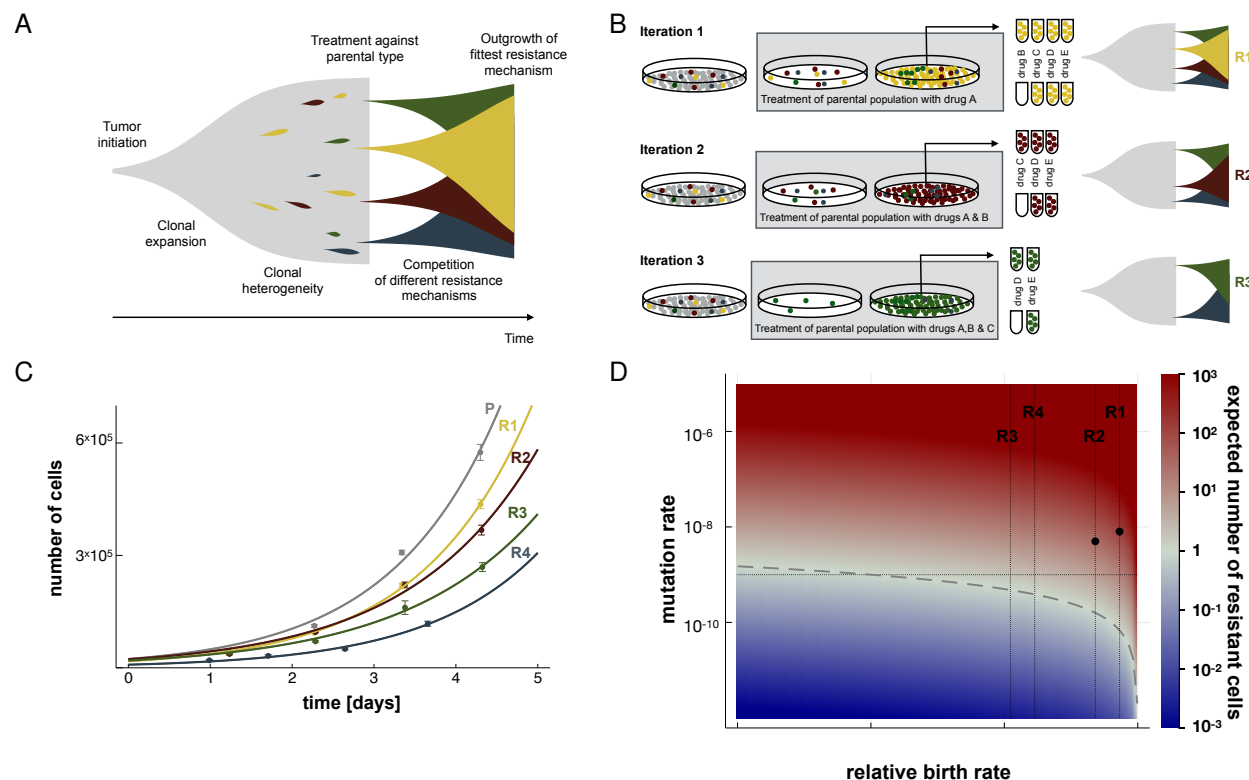 A
Treatment against
parental type
Outgrowth of
fittest resistance
mechanism
Tumor
initiation
Clonal
expansion
Clonal
heterogeneity
Competition
of different resistance
mechanisms
Time
B
Iteration 1
Treatment of parental population with drug A
drug B
drug C
drug D
drug E
R1
Iteration 2
Treatment of parental population with drugs A & B
drug C
drug D
drug E
R2
Iteration 3
Treatment of parental population with drugs A,B & C
drug D
drug E
R3
C
number of cells
6×10⁵
3×10⁵
P
R1
R2
R3
R4
0 1 2 3 4 5
time [days]
D
mutation rate
10⁻⁶
10⁻⁸
10⁻¹⁰
R3
R4
R2
R1
relative birth rate
10³
10²
10¹
1
10⁻¹
10⁻²
10⁻³
expected number of resistant cells